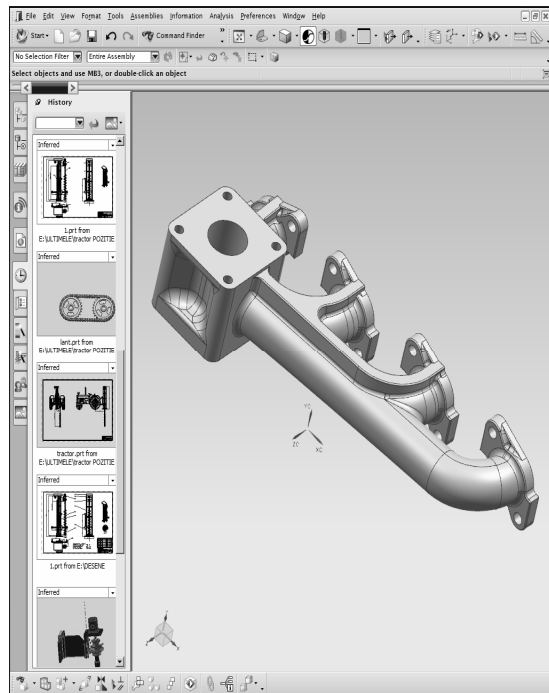 File Edit View Format Tools Assemblies Information Analysis Preferences Window Help
Start Command Finder
No Selection Filter Entire Assembly
Select objects and use MB3, or double-click an object
History
Inferred
1.prt from
E:\ULTIMELE\tractor POZITIE
Inferred
lant.prt from
E:\ULTIMELE\tractor POZITIE
Inferred
tractor.prt from
E:\ULTIMELE\tractor POZITIE
Inferred
1.prt from E:\DESENE
Inferred
YC
ZC
XC